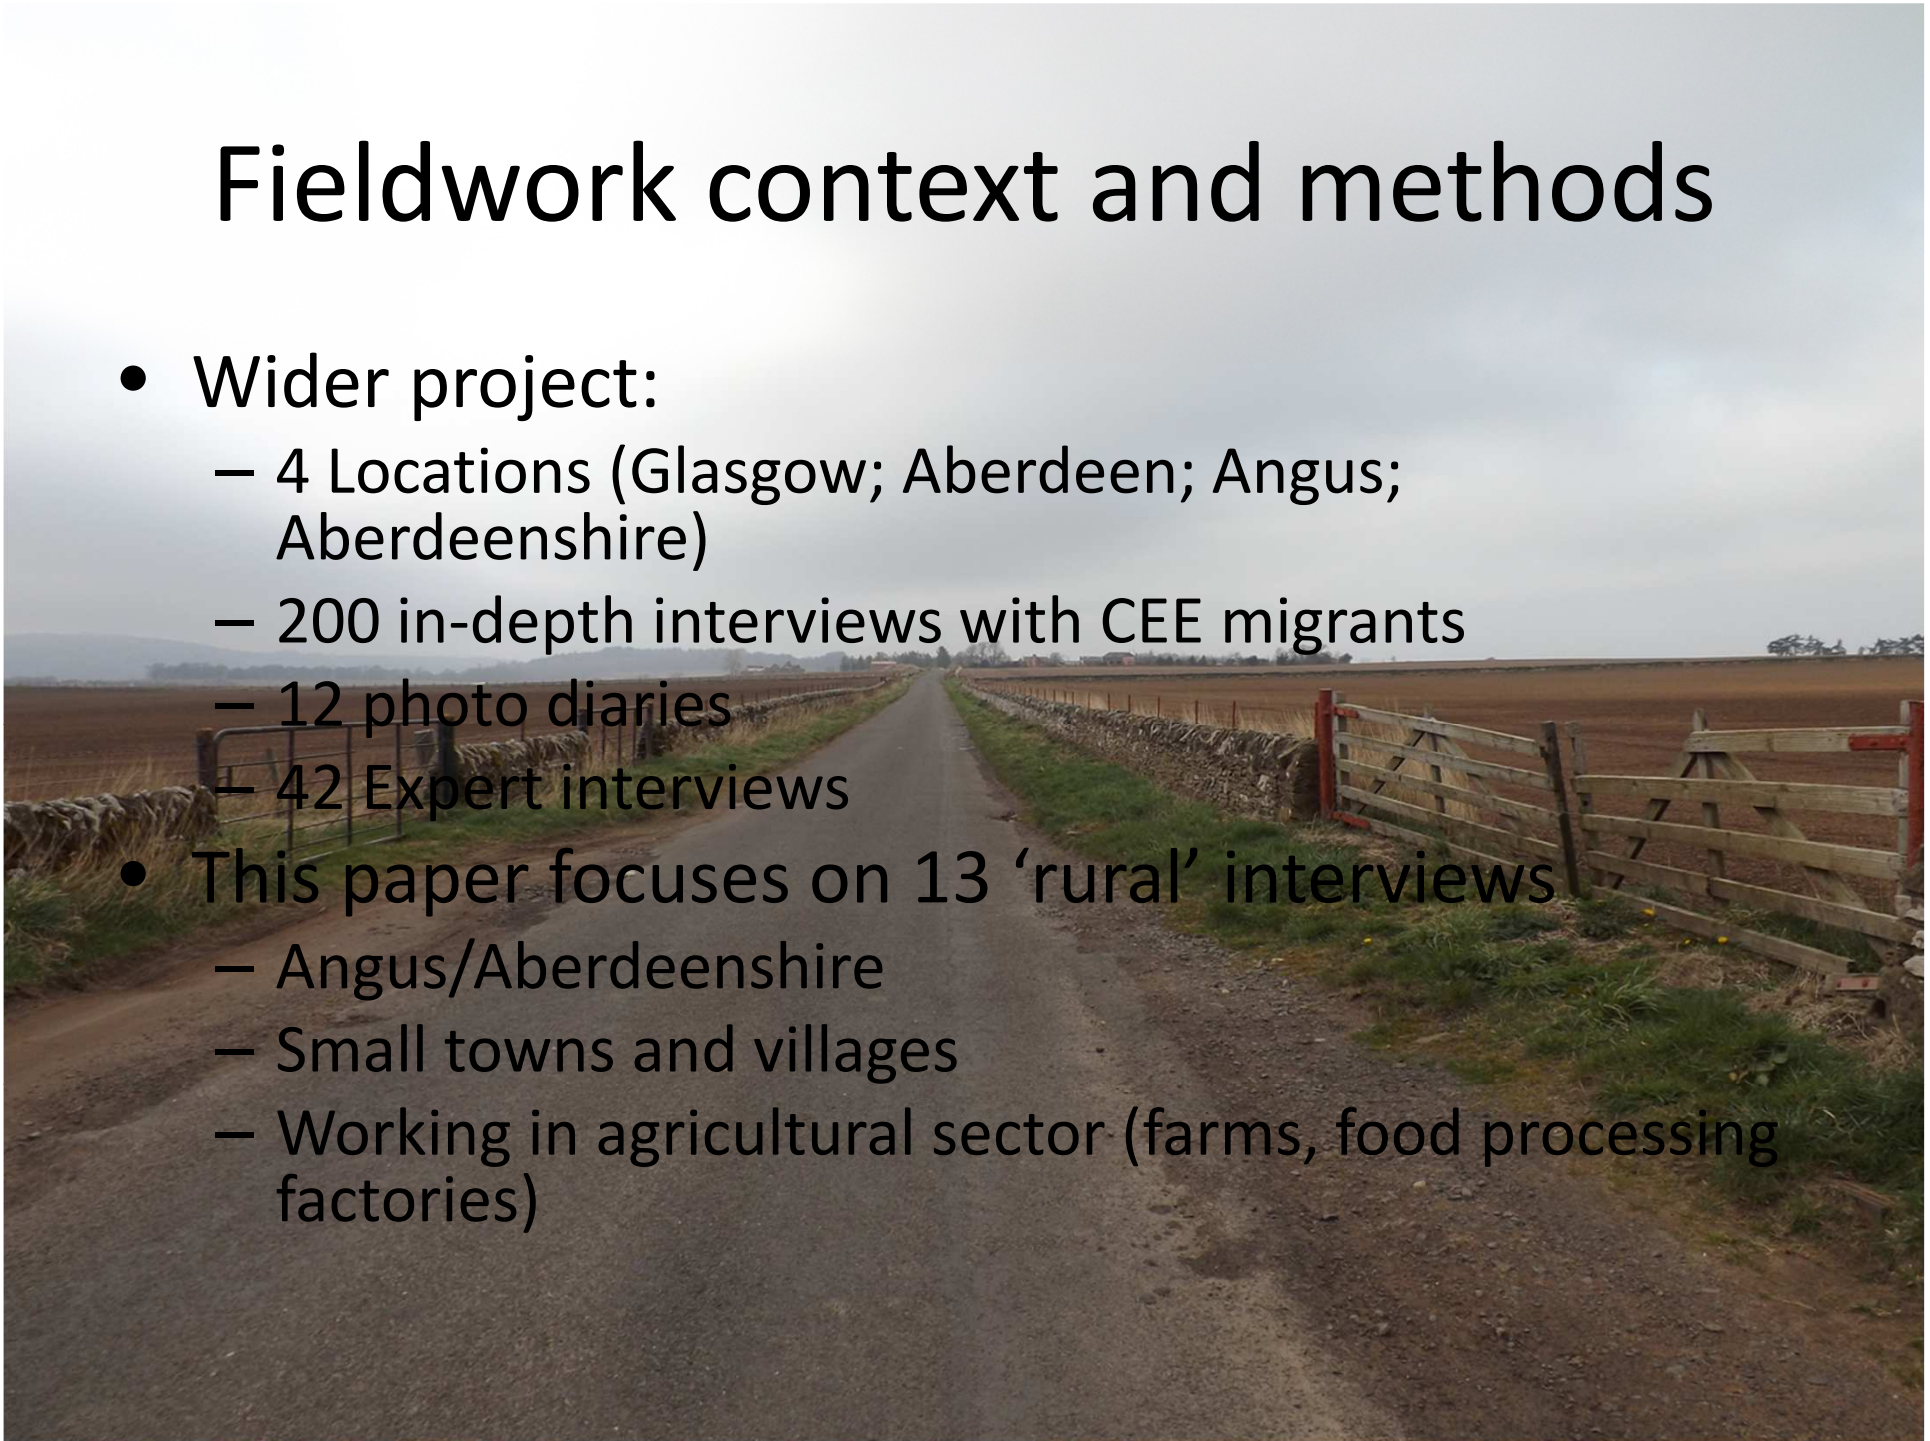 Fieldwork context and methods
• Wider project:
– 4 Locations (Glasgow; Aberdeen; Angus;
Aberdeenshire)
– 200 in-depth interviews with CEE migrants
– 12 photo diaries
– 42 Expert interviews
• This paper focuses on 13 ‘rural’ interviews
– Angus/Aberdeenshire
– Small towns and villages
– Working in agricultural sector (farms, food processing
factories)